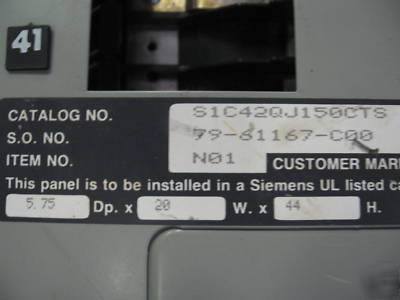 41
CATALOG NO. S1C42QJ150CTS
S.O. NO. 79-61167-C00
ITEM NO. N01 CUSTOMER MAR
This panel is to be installed in a Siemens UL listed ca
5.75 Dp. x 20 W. x 44 H.